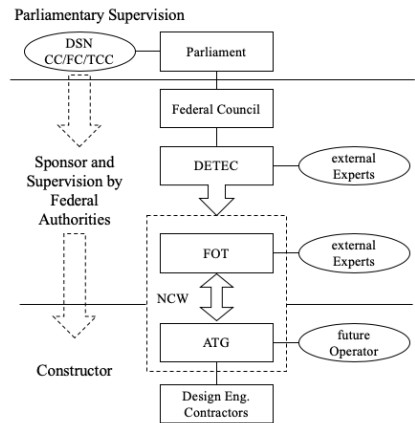 Parliamentary Supervision
DSN
CC/FC/TCC
Parliament
Federal Council
Sponsor and
Supervision by
Federal
Authorities
DETEC
external
Experts
FOT
external
Experts
NCW
ATG
future
Operator
Constructor
Design Eng.
Contractors